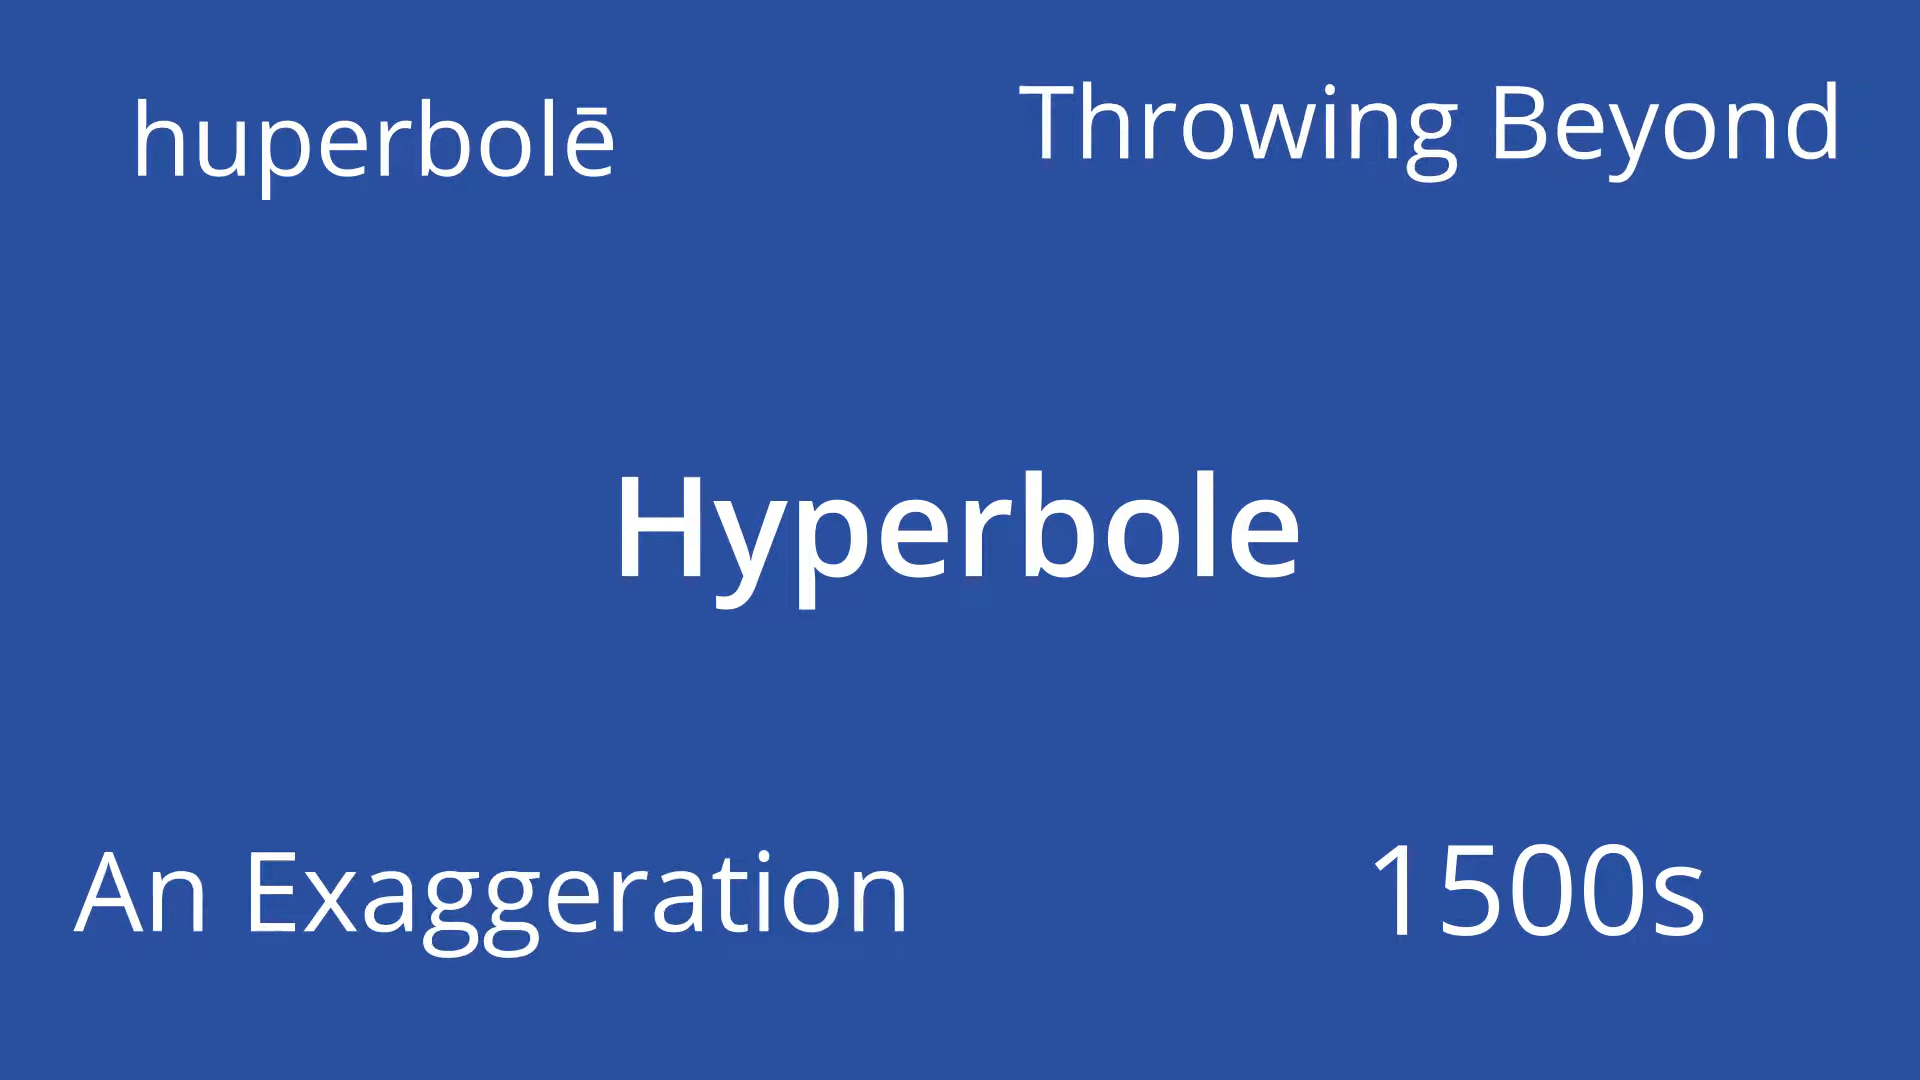 huperbolē
Throwing Beyond
Hyperbole
An Exaggeration
1500s